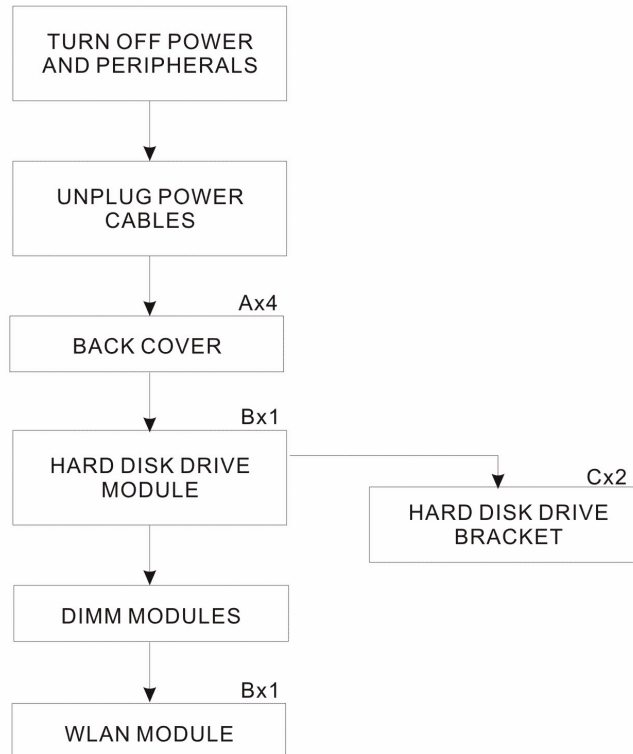 TURN OFF POWER
AND PERIPHERALS
UNPLUG POWER
CABLES
Ax4
BACK COVER
Bx1
HARD DISK DRIVE
MODULE
Cx2
HARD DISK DRIVE
BRACKET
DIMM MODULES
Bx1
WLAN MODULE